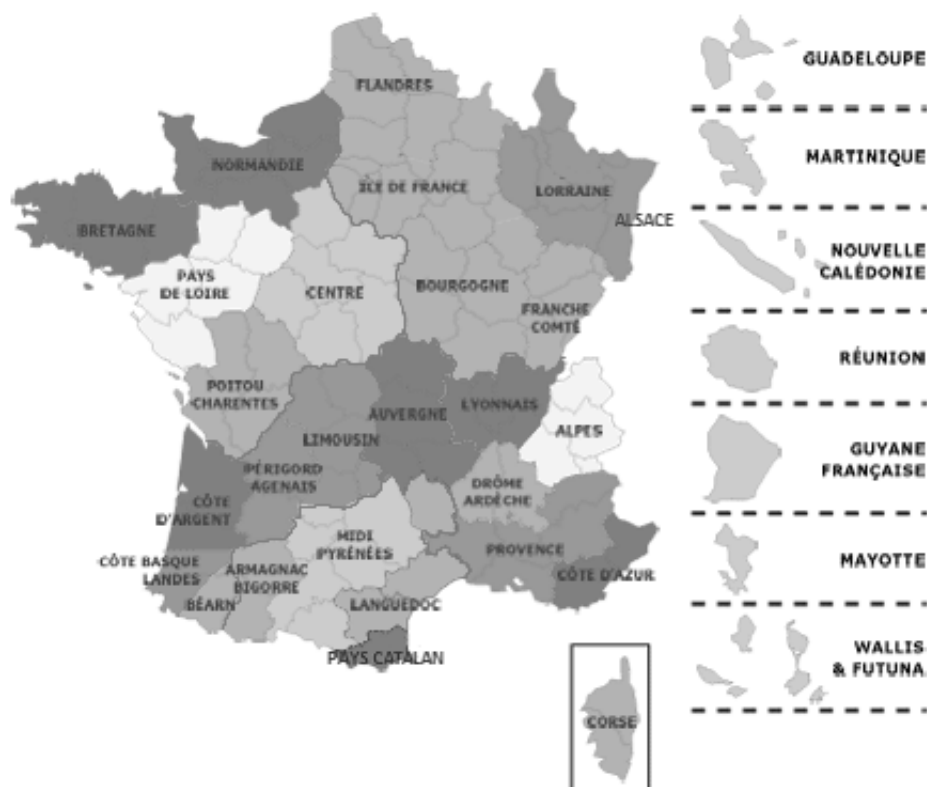 FLANDRES
NORMANDIE
ÎLE DE FRANCE
LORRAINE
ALSACE
BRETAGNE
PAYS
DE LOIRE
CENTRE
BOURGOGNE
FRANCHE
COMTÉ
POITOU
CHARENTES
AUVERGNE
LYONNAIS
LIMOUSIN
ALPES
PÉRIGORD
AGENAIS
DRÔME
ARDÈCHE
CÔTE
D'ARGENT
MIDI
PYRÉNÉES
PROVENCE
CÔTE BASQUE
LANDES
ARMAGNAC
BIGORRE
CÔTE D'AZUR
BÉARN
LANGUEDOC
PAYS CATALAN
CORSE
GUADELOUPE
MARTINIQUE
NOUVELLE
CALÉDONIE
RÉUNION
GUYANE
FRANÇAISE
MAYOTTE
WALLIS
& FUTUNA